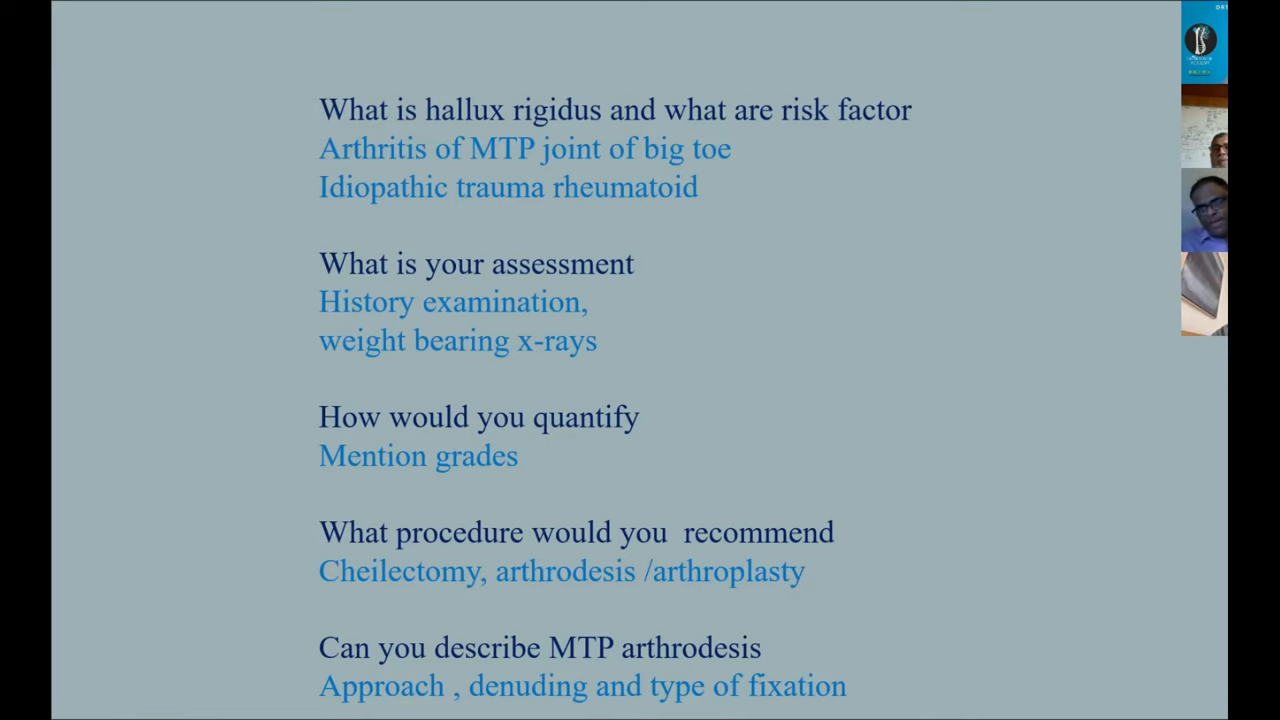 What is hallux rigidus and what are risk factor
Arthritis of MTP joint of big toe
Idiopathic trauma rheumatoid
What is your assessment
History examination,
weight bearing x-rays
How would you quantify
Mention grades
What procedure would you  recommend
Cheilectomy, arthrodesis /arthroplasty
Can you describe MTP arthrodesis
Approach , denuding and type of fixation